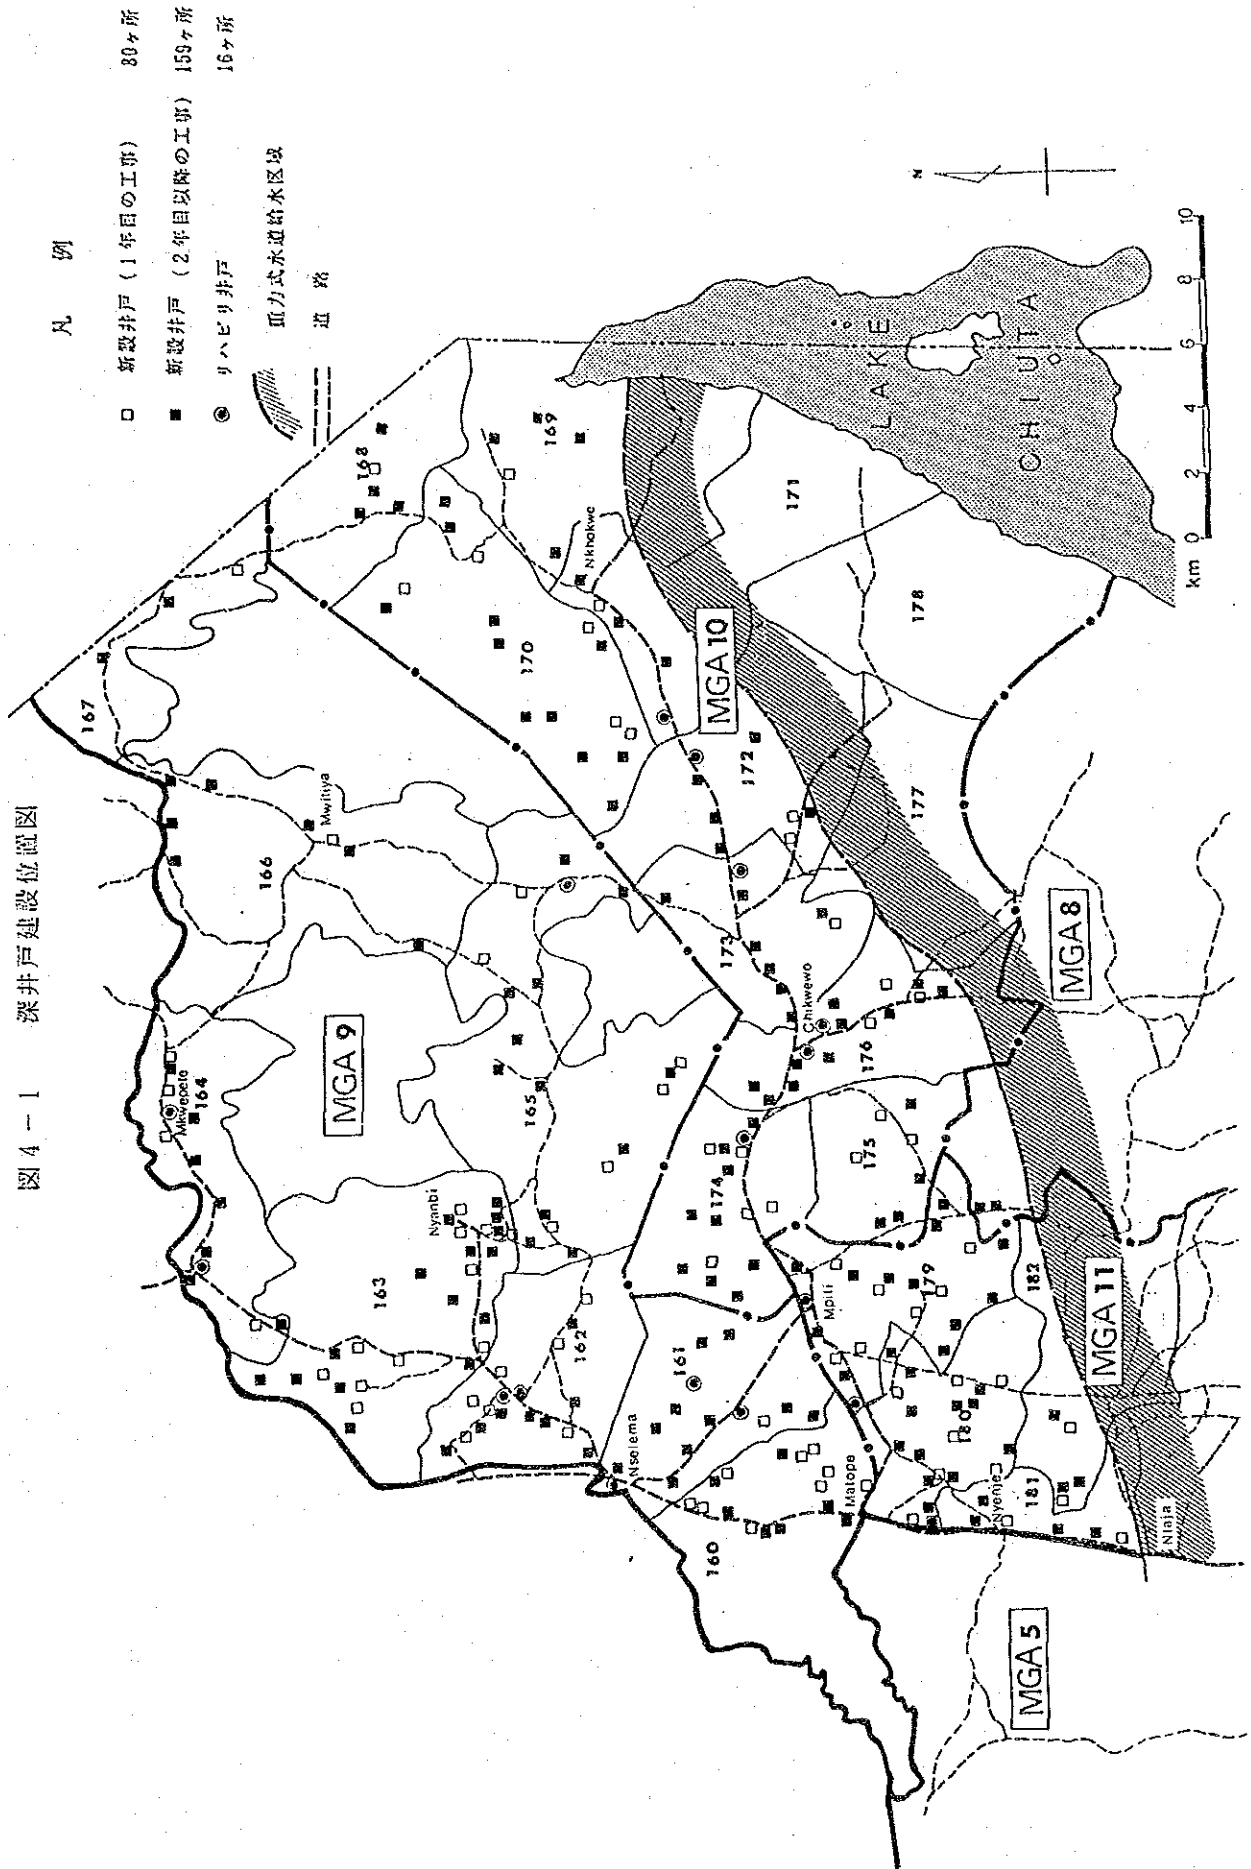 図4-1 深井戸建設位置図
凡例
新設井戸(1年目の工事) 80ヶ所
新設井戸(2年目以降の工事) 159ヶ所
リハビリ井戸 16ヶ所
重力式水道給水区域
道路
N
km 0 2 4 6 8 10
LAKE
CHIUTA
MGA 9
MGA 10
MGA 8
MGA 11
MGA 5
167
168
169
166
Mwitiya
170
Nkhokwe
171
164
Mkwepete
165
172
178
177
173
Chikwewo
176
163
Nyanbi
162
174
175
161
Mpiti
179
182
Nselema
180
181
160
Matope
Nyenje
Nlaja